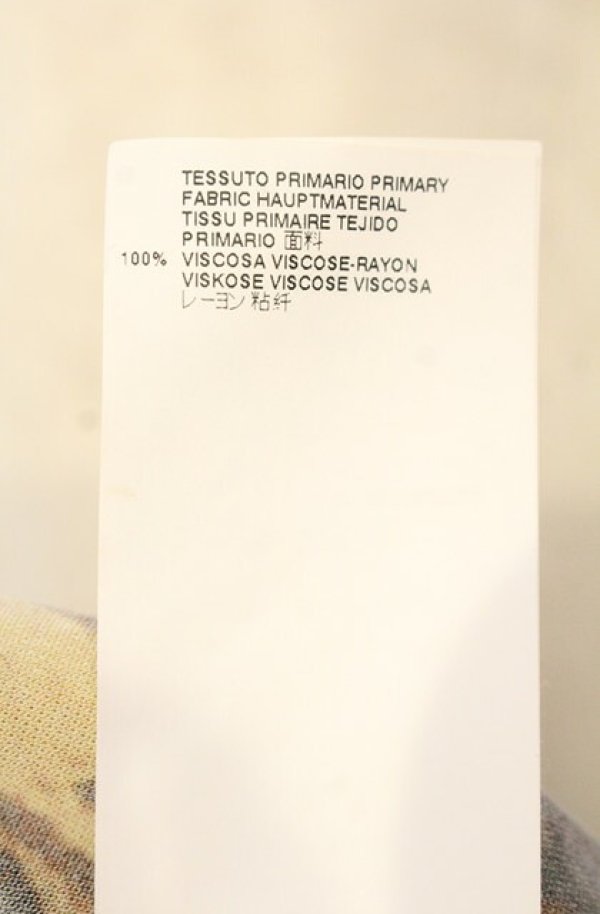 TESSUTO PRIMARIO PRIMARY
FABRIC HAUPTMATERIAL
TISSU PRIMAIRE TEJIDO
PRIMARIO 面料
100% VISCOSA VISCOSE-RAYON
VISKOSE VISCOSE VISCOSA
レーヨン 粘纤